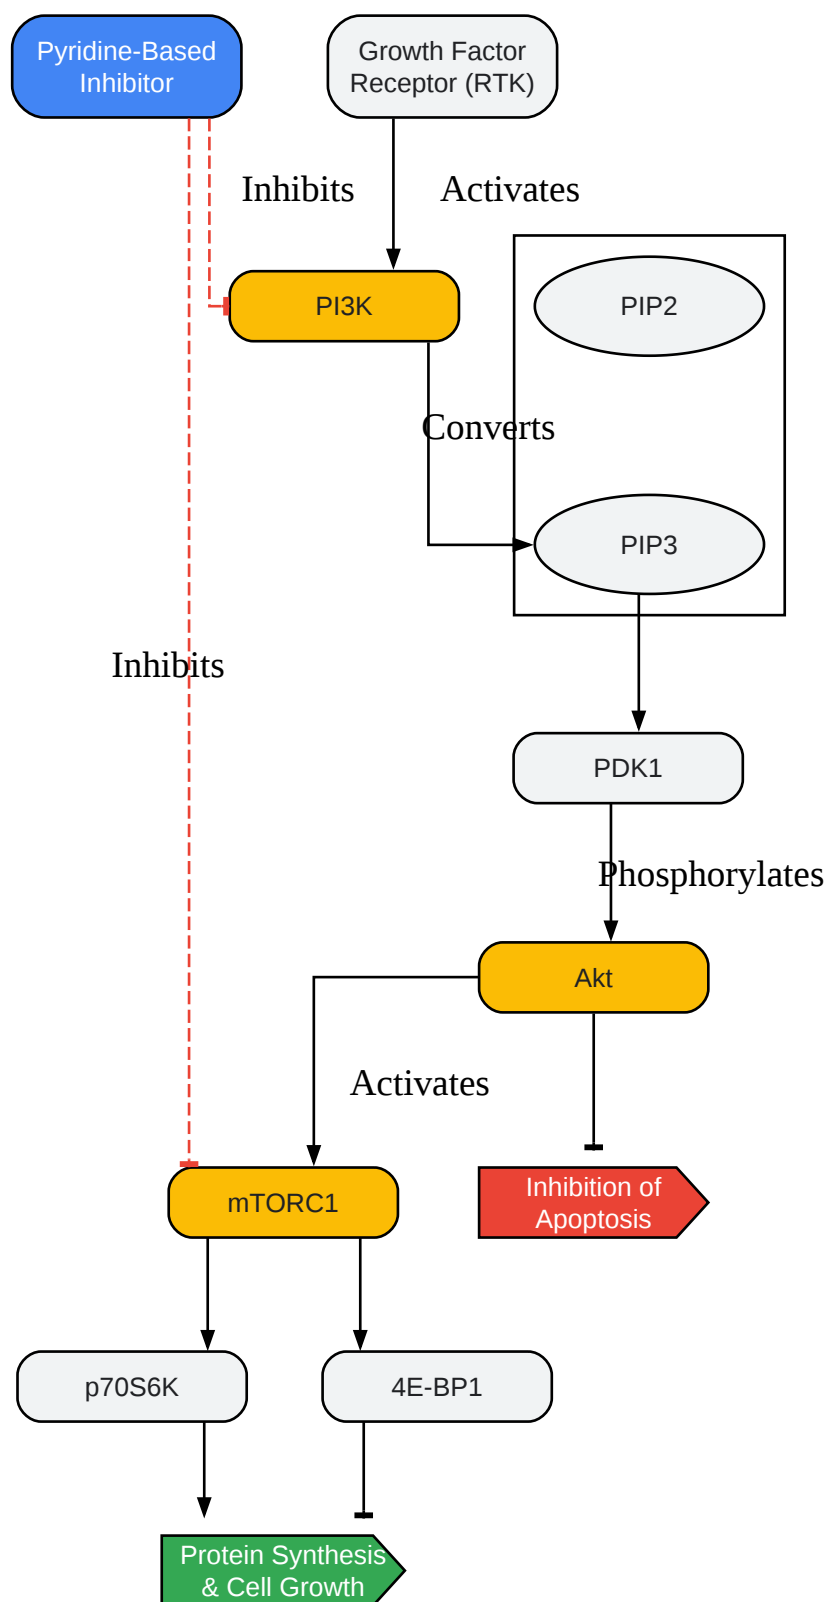 Pyridine-Based
Inhibitor
Growth Factor
Receptor (RTK)
Inhibits
Activates
PI3K
PIP2
Converts
PIP3
Inhibits
PDK1
Phosphorylates
Akt
Activates
mTORC1
Inhibition of
Apoptosis
p70S6K
4E-BP1
Protein Synthesis
& Cell Growth